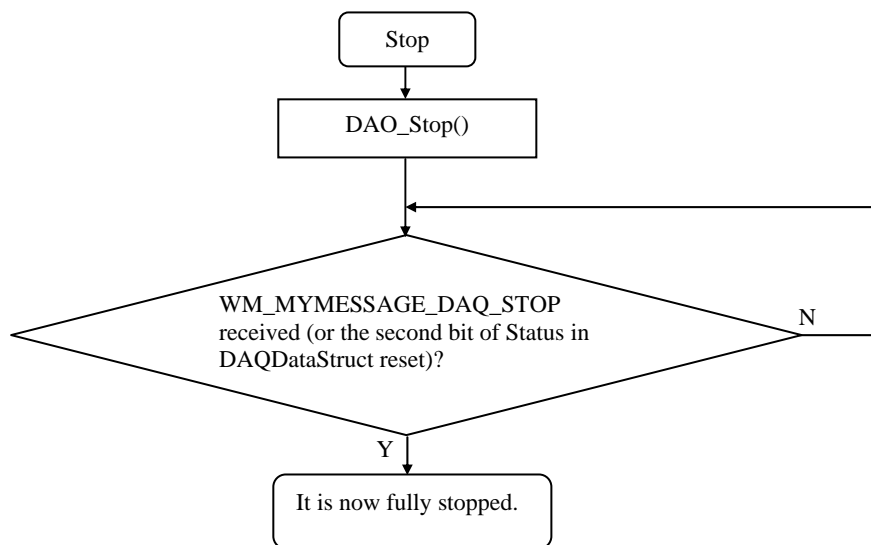 Stop
DAO_Stop()
WM_MYMESSAGE_DAQ_STOP
received (or the second bit of Status in
DAQDataStruct reset)?
N
Y
It is now fully stopped.